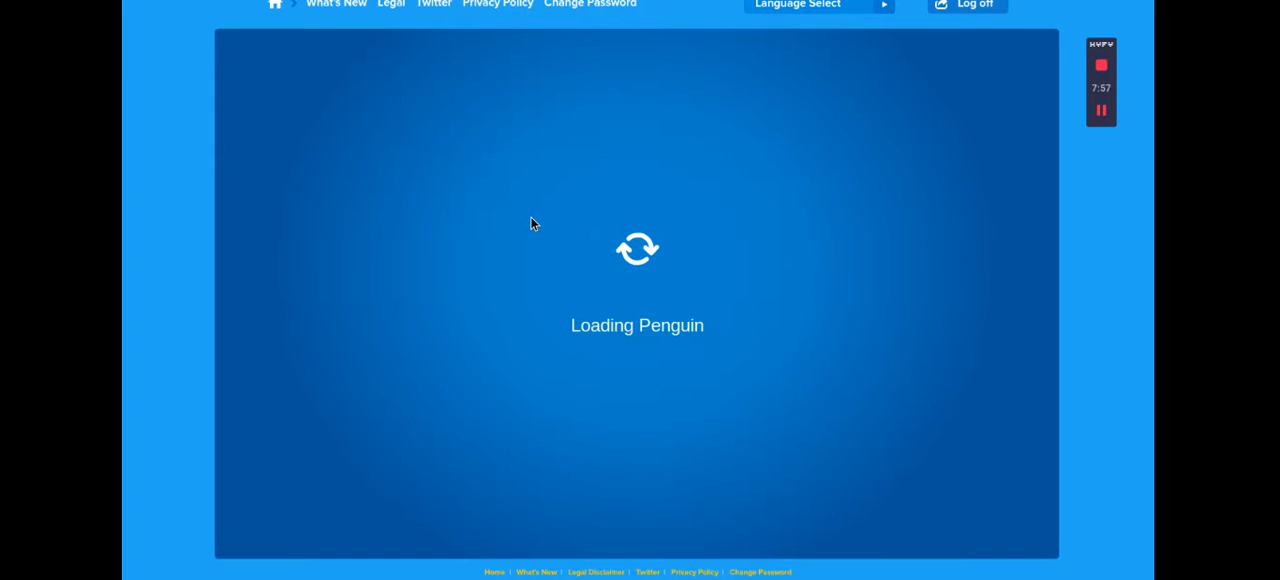 What's New Legal Twitter Privacy Policy Change Password Language Select Log off
HYFY
7:57
Loading Penguin
Home | What's New | Legal Disclaimer | Twitter | Privacy Policy | Change Password